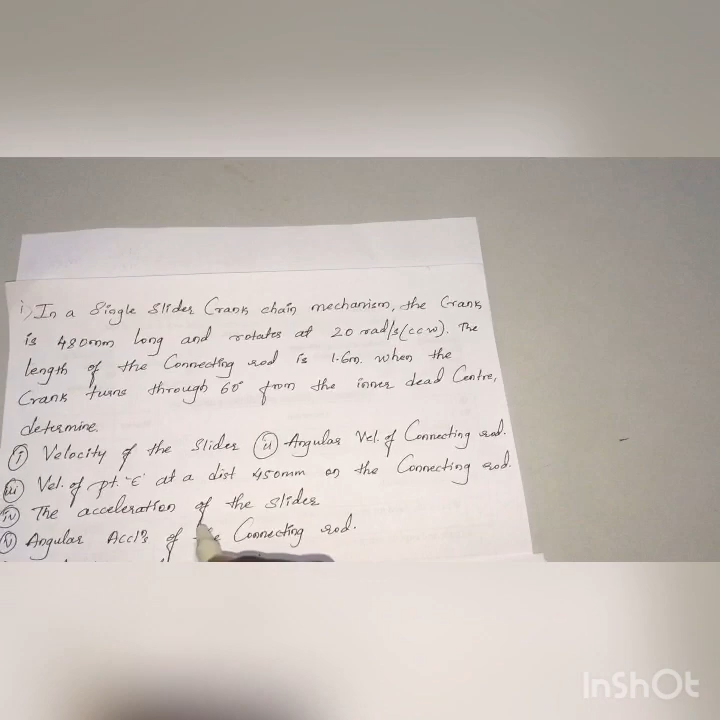 i) In a Single Slider Crank chain mechanism, the Crank
is 480mm long and rotates at 20 rad/s (ccw). The
length of the Connecting rod is 1.6m. when the
Crank turns through 60° from the inner dead Centre,
determine.
(i) Velocity of the Slider (ii) Angular Vel. of Connecting rod.
(iii) Vel. of pt. "E" at a dist 450mm on the Connecting rod.
(iv) The acceleration of the slider
(v) Angular Accl'n of the Connecting rod.
InShOt